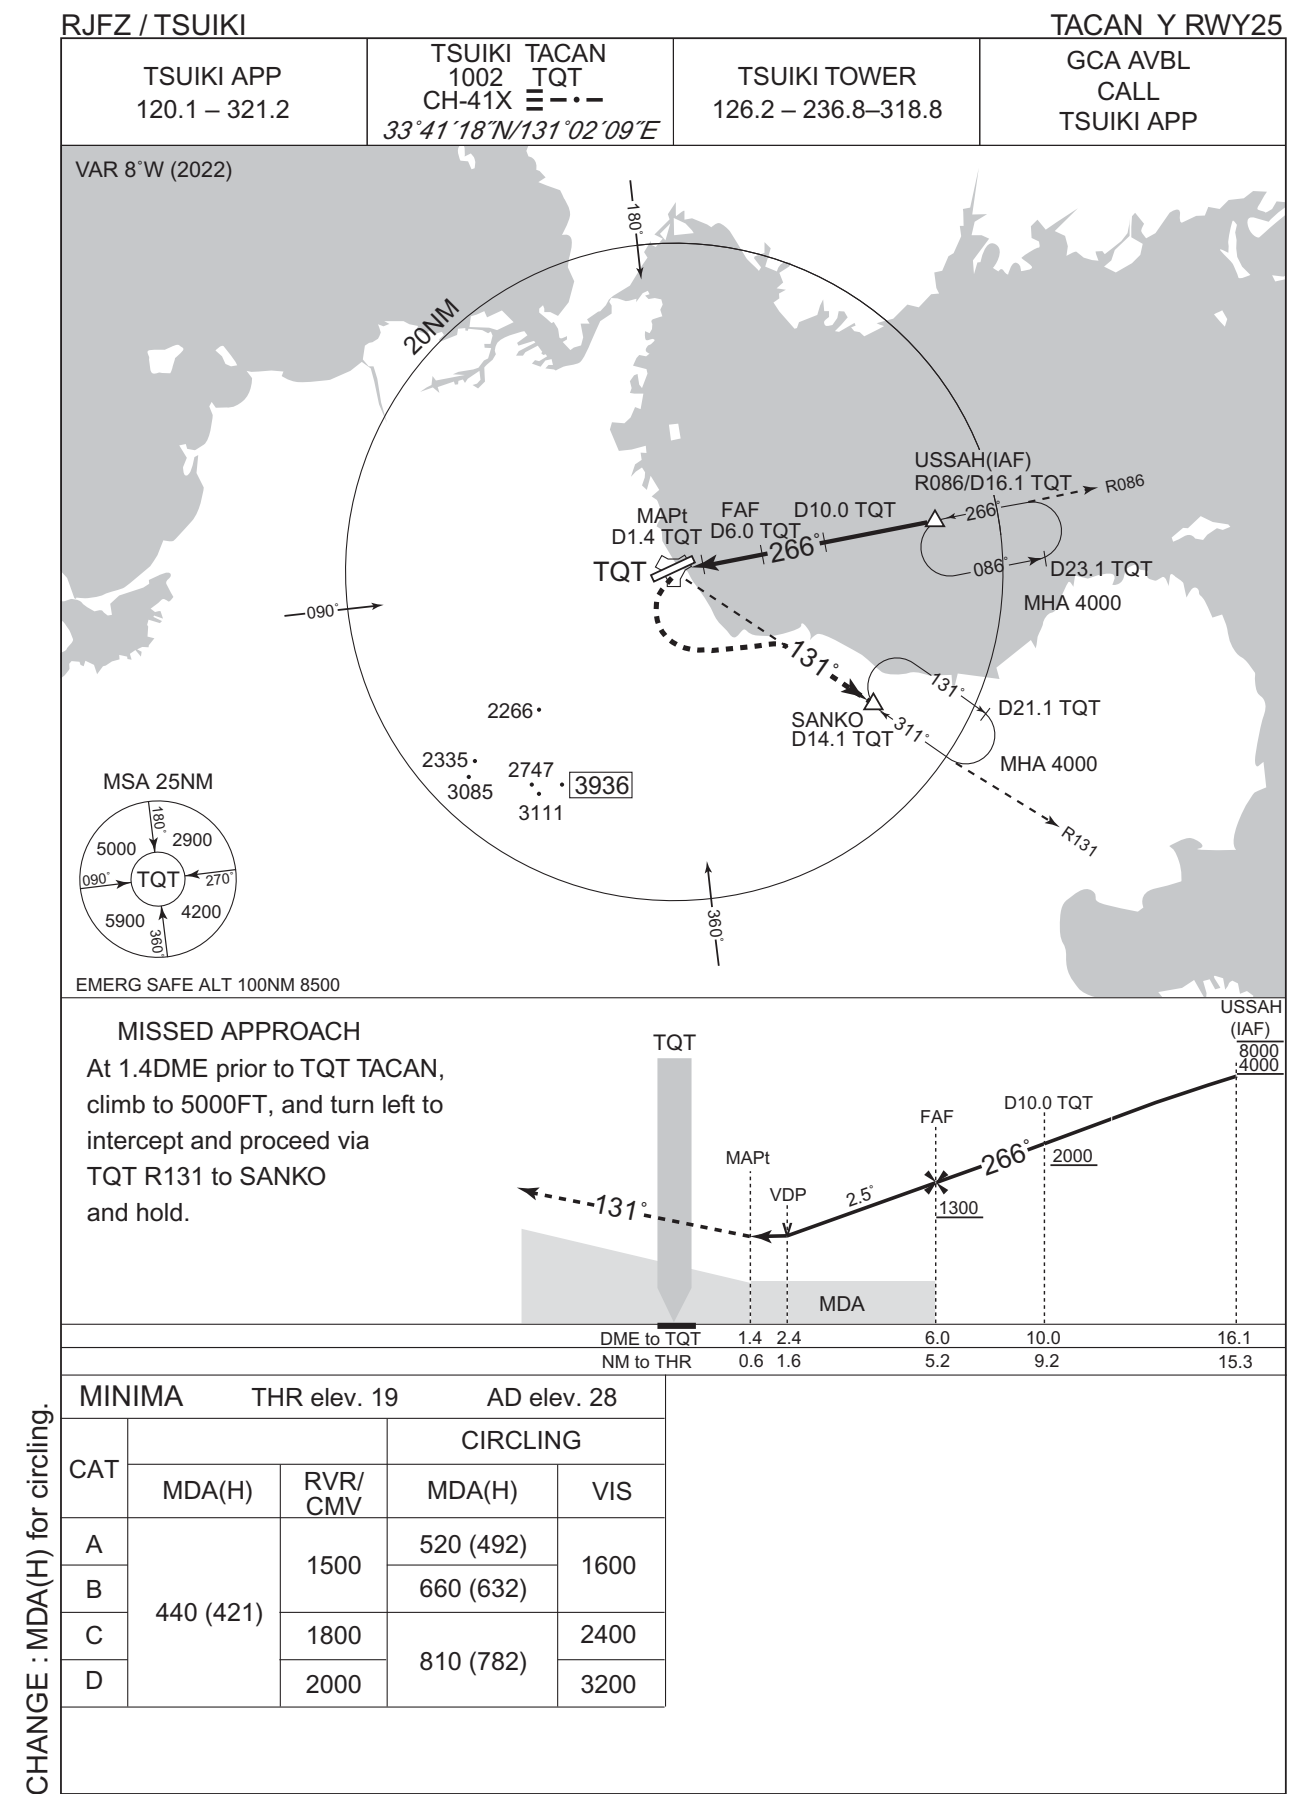 RJFZ / TSUIKI
TACAN Y RWY25
TSUIKI APP
120.1 – 321.2
TSUIKI TACAN
1002 TQT
CH-41X
33°41´18˝N/131°02´09˝E
TSUIKI TOWER
126.2 – 236.8–318.8
GCA AVBL
CALL
TSUIKI APP
VAR 8°W (2022)
180°
20NM
USSAH(IAF)
R086/D16.1 TQT
R086
266°
MAPt
D1.4 TQT
FAF
D6.0 TQT
D10.0 TQT
266°
TQT
086°
D23.1 TQT
MHA 4000
090°
131°
131°
D21.1 TQT
SANKO
D14.1 TQT
311°
MHA 4000
R131
2266
2335
3085
2747
3111
3936
360°
MSA 25NM
180°
5000
2900
090°
TQT
270°
5900
4200
360°
EMERG SAFE ALT 100NM 8500
MISSED APPROACH
At 1.4DME prior to TQT TACAN,
climb to 5000FT, and turn left to
intercept and proceed via
TQT R131 to SANKO
and hold.
TQT
USSAH
(IAF)
8000
4000
D10.0 TQT
FAF
266°
2000
MAPt
VDP
2.5°
1300
131°
MDA
DME to TQT 1.4 2.4 6.0 10.0 16.1
NM to THR 0.6 1.6 5.2 9.2 15.3
MINIMA THR elev. 19 AD elev. 28
CAT
CIRCLING
MDA(H)
RVR/
CMV
MDA(H)
VIS
A
B
C
D
440 (421)
1500
1800
2000
520 (492)
660 (632)
810 (782)
1600
2400
3200
CHANGE : MDA(H) for circling.